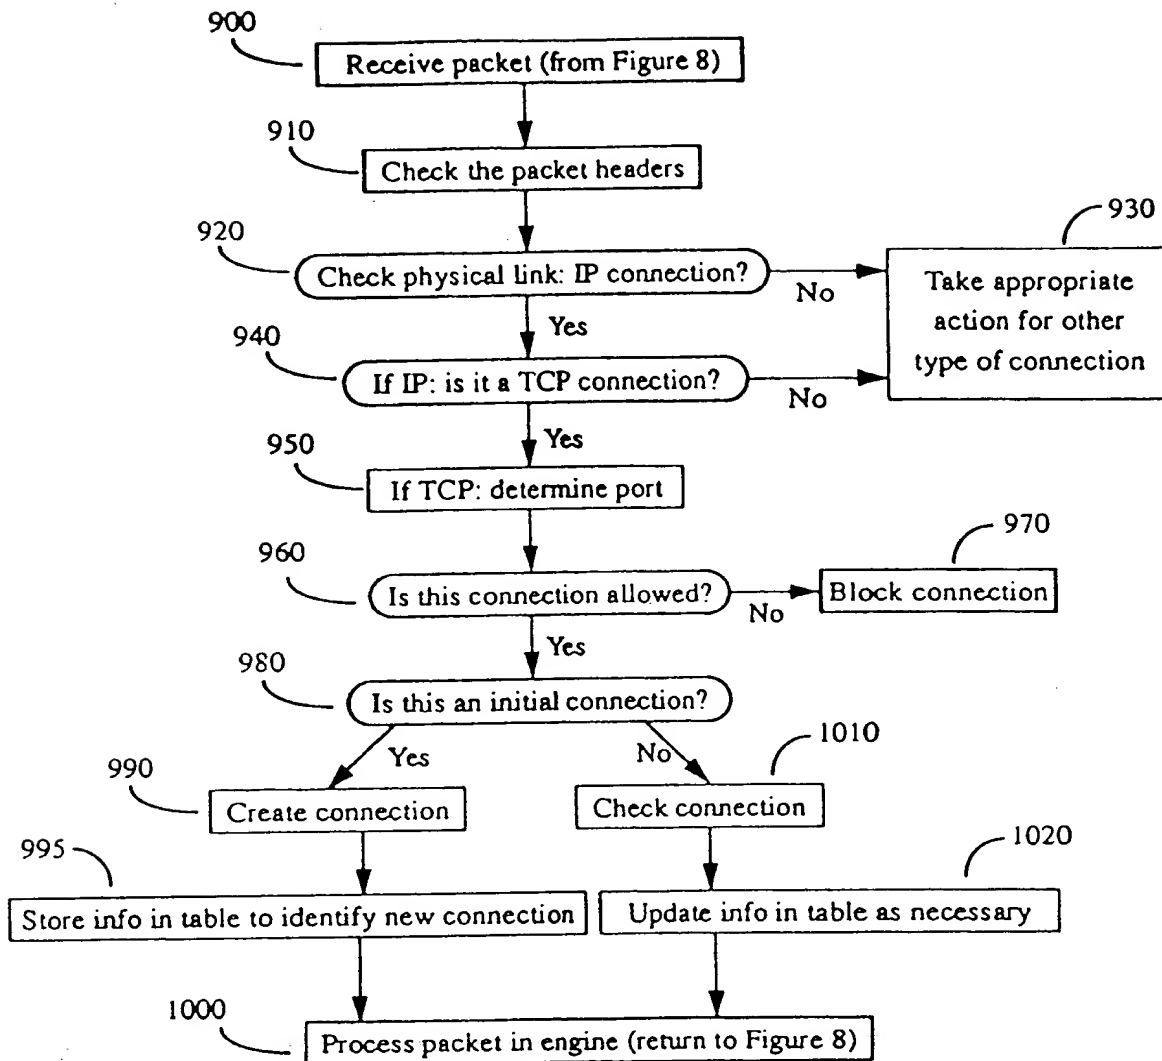 900
Receive packet (from Figure 8)
910
Check the packet headers
920
Check physical link: IP connection?
No
930
Take appropriate
action for other
type of connection
Yes
940
If IP: is it a TCP connection?
No
Yes
950
If TCP: determine port
960
Is this connection allowed?
No
970
Block connection
Yes
980
Is this an initial connection?
Yes
No
990
Create connection
1010
Check connection
995
Store info in table to identify new connection
1020
Update info in table as necessary
1000
Process packet in engine (return to Figure 8)